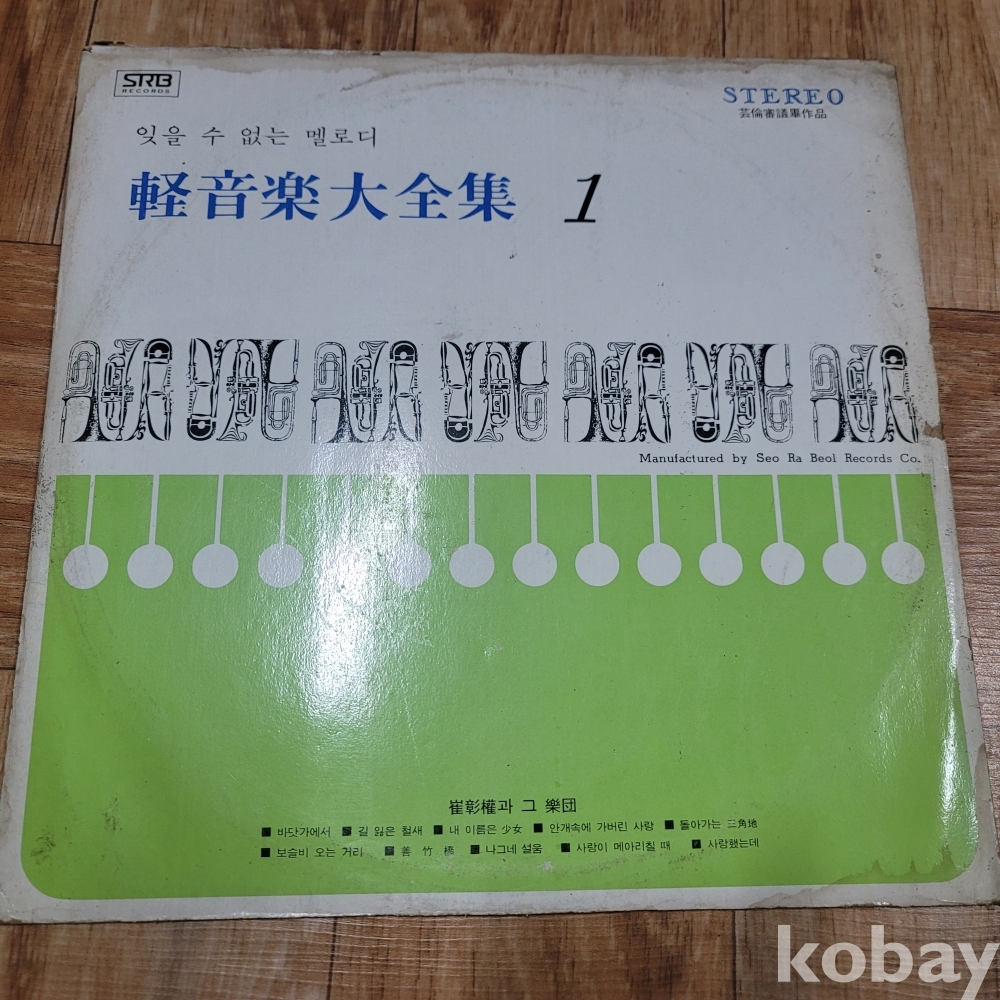 SRB
RECORDS
STEREO
芸倫審議畢作品
잊을 수 없는 멜로디
軽音楽大全集 1
Manufactured by Seo Ra Beol Records Co.
崔彰權과 그 樂団
■ 바닷가에서 ■ 길 잃은 철새 ■ 내 이름은 少女 ■ 안개속에 가버린 사랑 ■ 돌아가는 三角地
■ 보슬비 오는 거리 ■ 善竹橋 ■ 나그네 설움 ■ 사랑이 메아리칠 때 ■ 사랑했는데
kobay